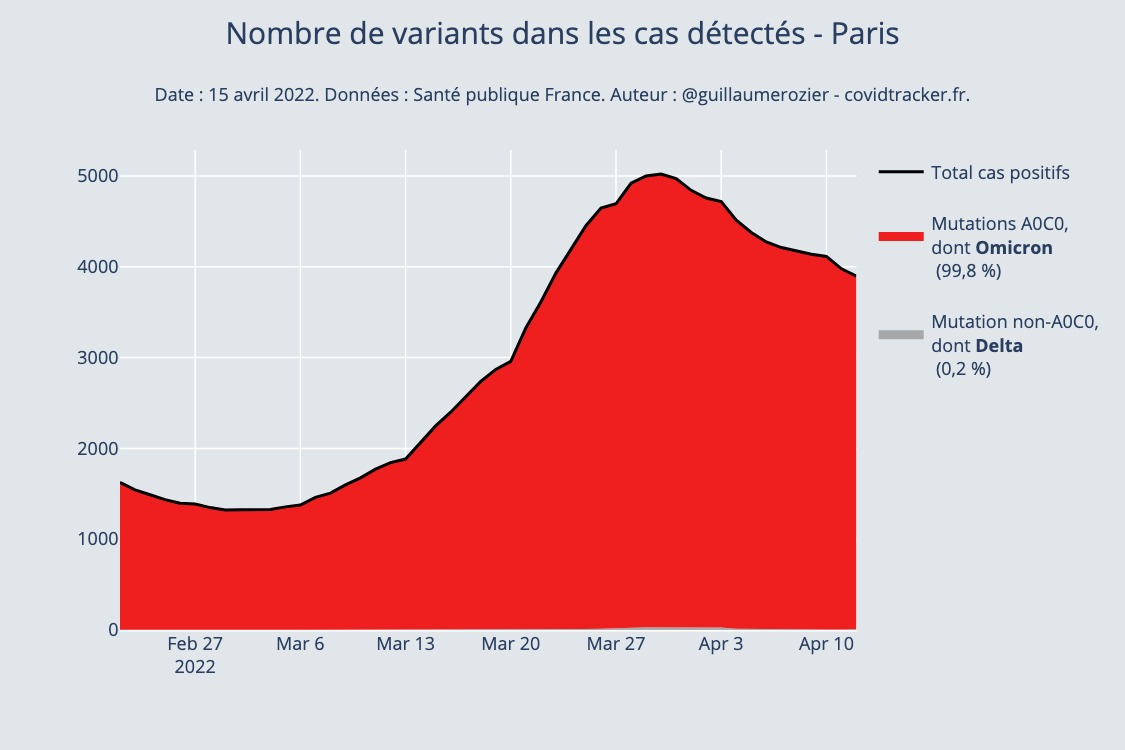 Nombre de variants dans les cas détectés - Paris
Date : 15 avril 2022. Données : Santé publique France. Auteur : @guillaumerozier - covidtracker.fr.
5000
4000
3000
2000
1000
0
Feb 27
2022
Mar 6
Mar 13
Mar 20
Mar 27
Apr 3
Apr 10
Total cas positifs
Mutations A0C0,
dont Omicron
(99,8 %)
Mutation non-A0C0,
dont Delta
(0,2 %)